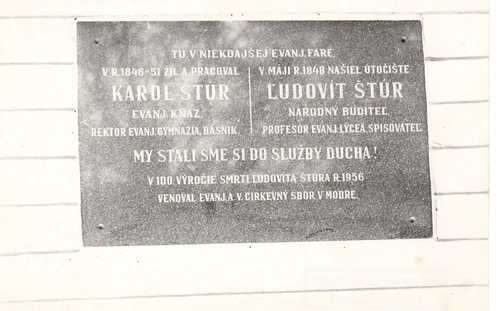 TU, V NIEKDAJŠEJ EVANJ. FARE,
V R. 1846-51 ŽIL A PRACOVAL
KAROL ŠTÚR
EVANJ. KŇAZ,
REKTOR EVANJ. GYMNÁZIA, BÁSNIK.
V MÁJI R. 1848 NAŠIEL ÚTOČIŠTE
ĽUDOVÍT ŠTÚR
NÁRODNÝ BUDITEĽ,
PROFESOR EVANJ. LÝCEA, SPISOVATEĽ.
MY STALI SME SI DO SLUŽBY DUCHA!
V 100. VÝROČIE SMRTI ĽUDOVÍTA ŠTÚRA R. 1956
VENOVAL EVANJ. A. V. CIRKEVNÝ SBOR V MODRE.